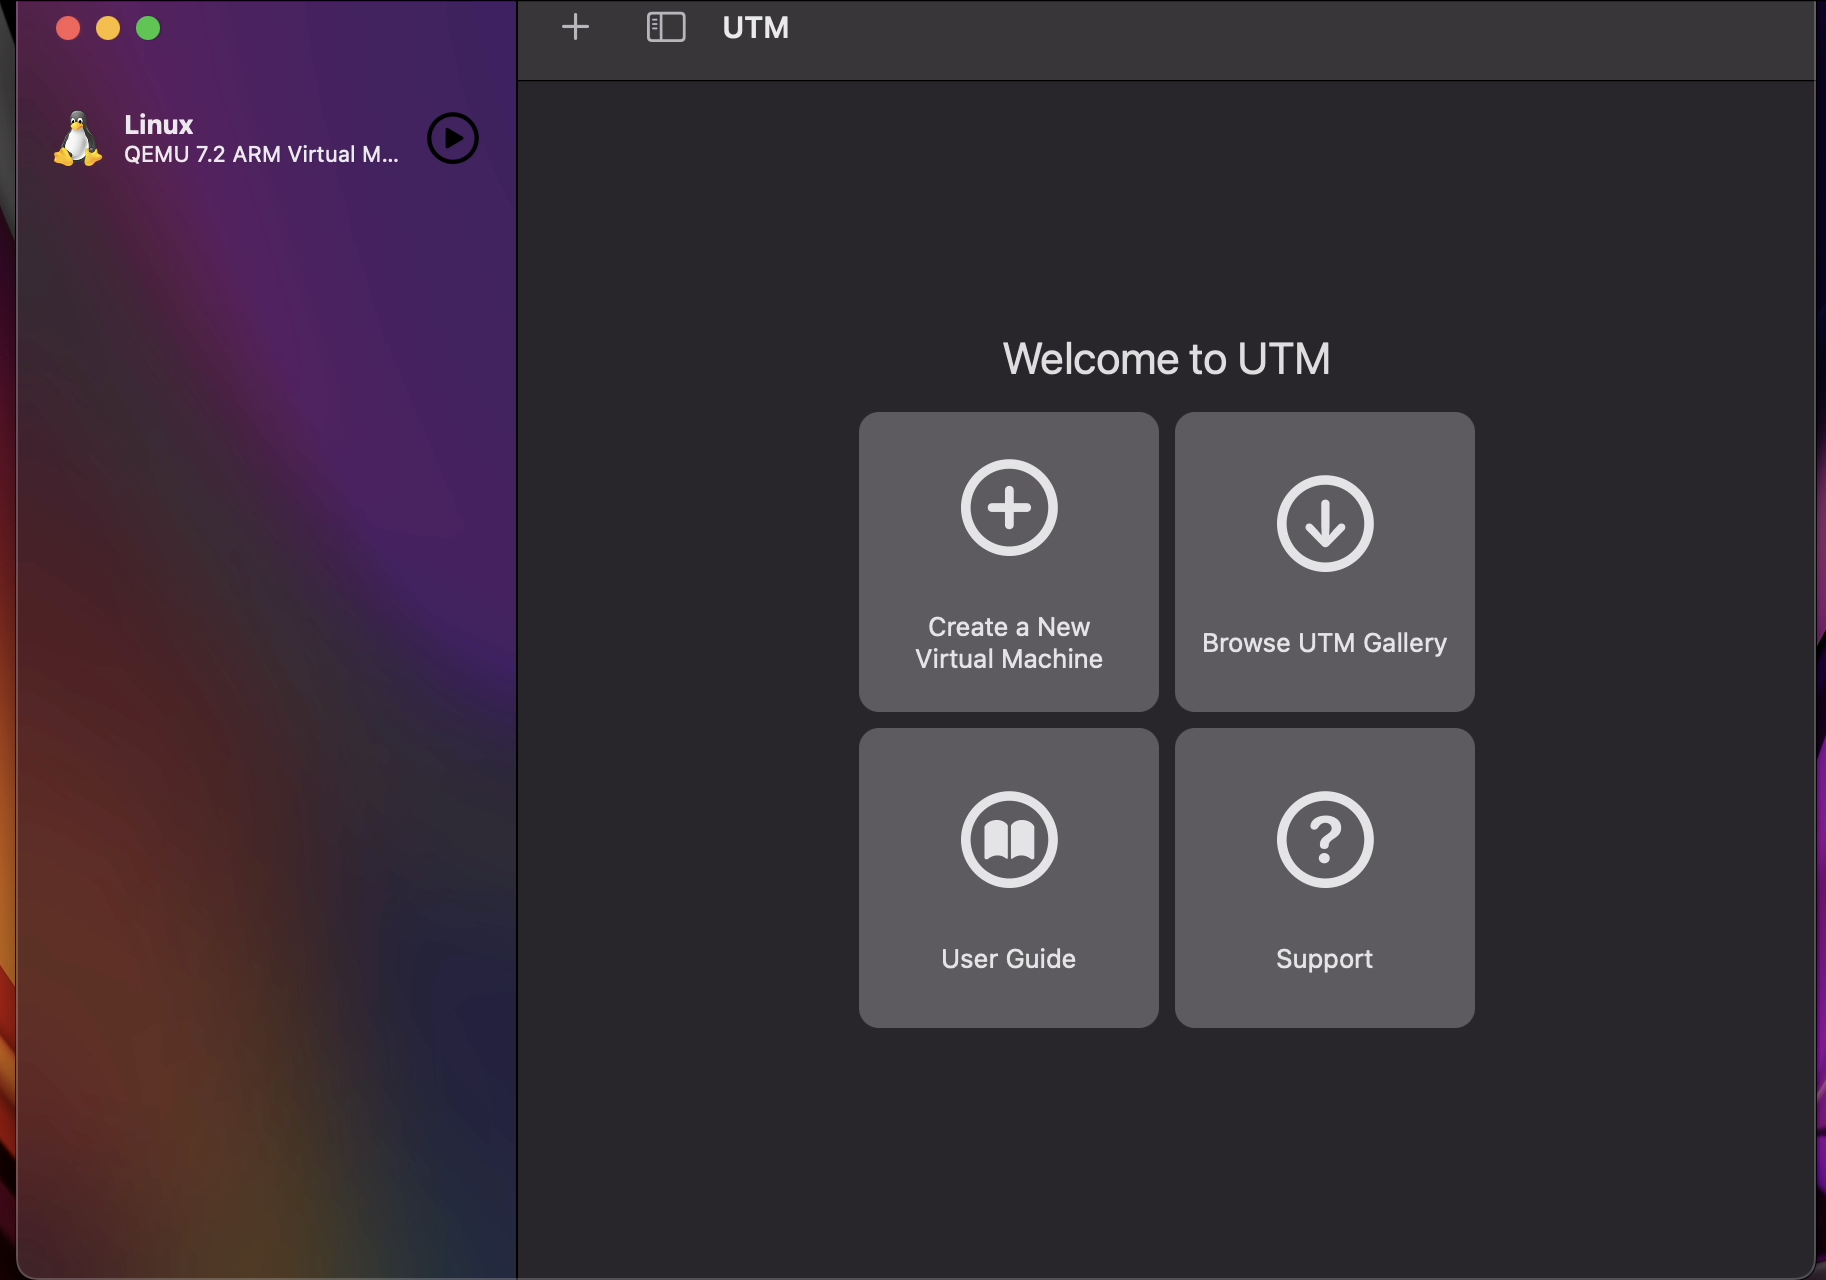 UTM
Linux
QEMU 7.2 ARM Virtual M...
Welcome to UTM
Create a New
Virtual Machine
Browse UTM Gallery
User Guide
Support